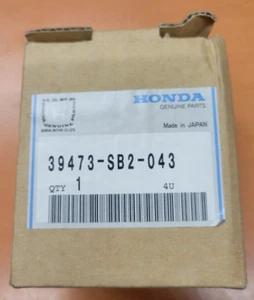 HONDA
GENUINE PARTS
Made in JAPAN
39473-SB2-043
QTY 1 4U